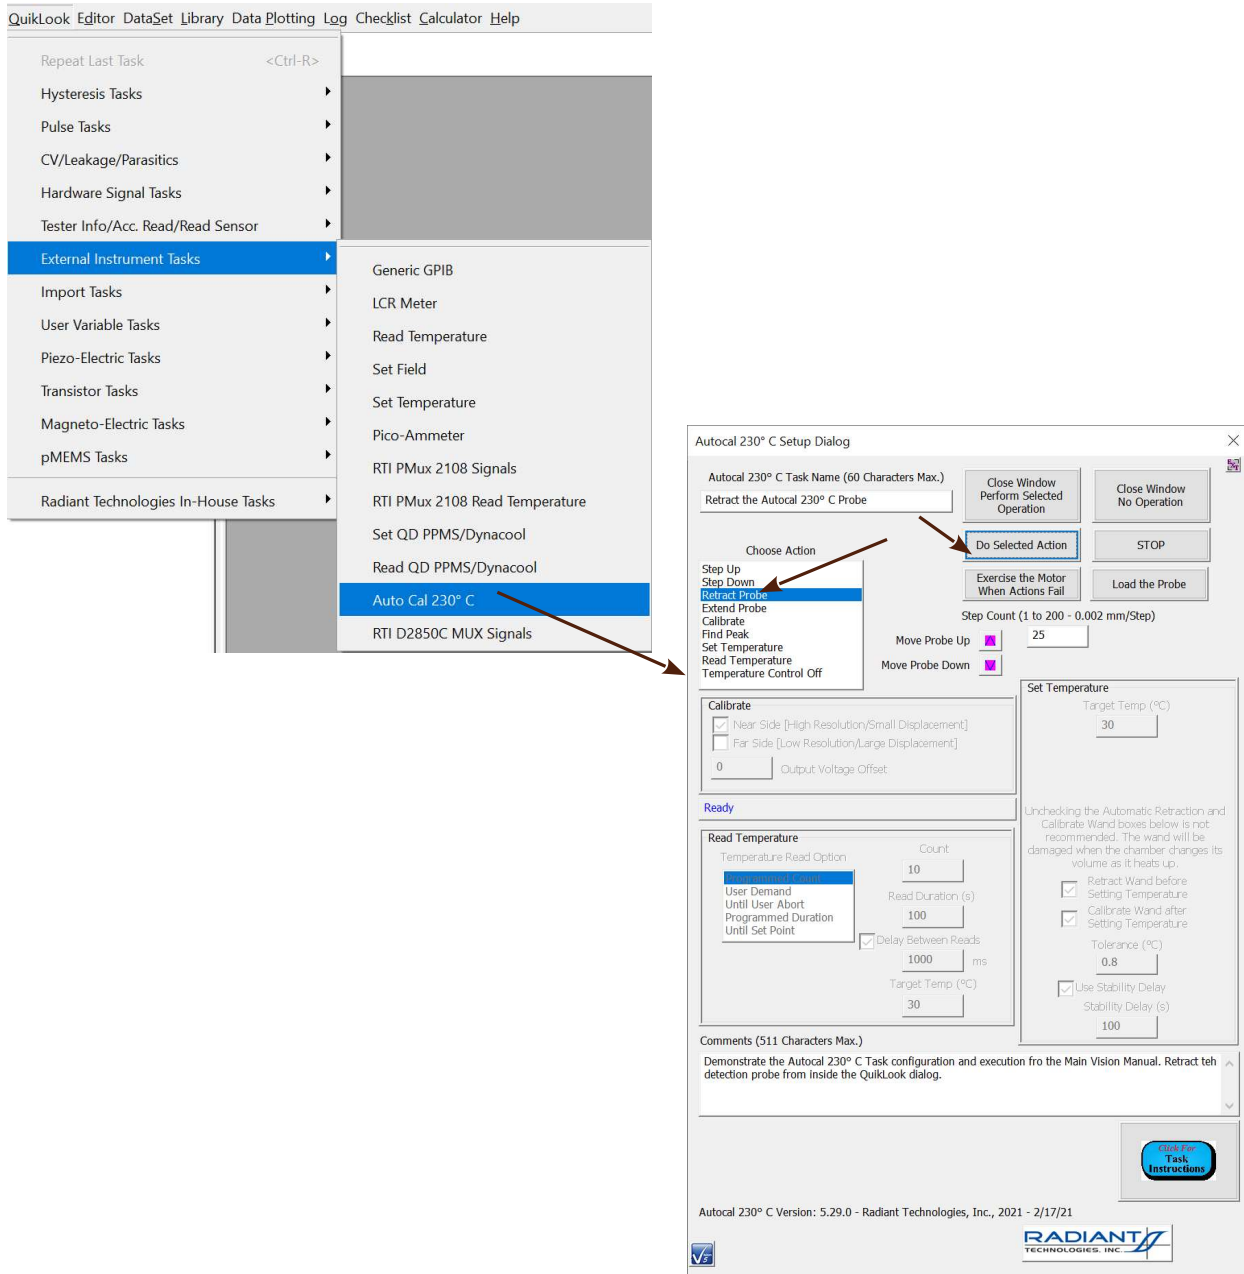 QuikLook Editor DataSet Library Data Plotting Log Checklist Calculator Help
Repeat Last Task <Ctrl-R>
Hysteresis Tasks
Pulse Tasks
CV/Leakage/Parasitics
Hardware Signal Tasks
Tester Info/Acc. Read/Read Sensor
External Instrument Tasks
Import Tasks
User Variable Tasks
Piezo-Electric Tasks
Transistor Tasks
Magneto-Electric Tasks
pMEMS Tasks
Radiant Technologies In-House Tasks
Generic GPIB
LCR Meter
Read Temperature
Set Field
Set Temperature
Pico-Ammeter
RTI PMux 2108 Signals
RTI PMux 2108 Read Temperature
Set QD PPMS/Dynacool
Read QD PPMS/Dynacool
Auto Cal 230° C
RTI D2850C MUX Signals
Autocal 230° C Setup Dialog
Autocal 230° C Task Name (60 Characters Max.)
Retract the Autocal 230° C Probe
Close Window
Perform Selected
Operation
Close Window
No Operation
Do Selected Action
STOP
Exercise the Motor
When Actions Fail
Load the Probe
Choose Action
Step Up
Step Down
Retract Probe
Extend Probe
Calibrate
Find Peak
Set Temperature
Read Temperature
Temperature Control Off
Step Count (1 to 200 - 0.002 mm/Step)
25
Move Probe Up
Move Probe Down
Calibrate
Near Side [High Resolution/Small Displacement]
Far Side [Low Resolution/Large Displacement]
0 Output Voltage Offset
Ready
Read Temperature
Temperature Read Option
Programmed Count
User Demand
Until User Abort
Programmed Duration
Until Set Point
Count
10
Read Duration (s)
100
Delay Between Reads
1000 ms
Target Temp (°C)
30
Set Temperature
Target Temp (°C)
30
Unchecking the Automatic Retraction and
Calibrate Wand boxes below is not
recommended. The wand will be
damaged when the chamber changes its
volume as it heats up.
Retract Wand before
Setting Temperature
Calibrate Wand after
Setting Temperature
Tolerance (°C)
0.8
Use Stability Delay
Stability Delay (s)
100
Comments (511 Characters Max.)
Demonstrate the Autocal 230° C Task configuration and execution fro the Main Vision Manual. Retract teh
detection probe from inside the QuikLook dialog.
Click For
Task
Instructions
Autocal 230° C Version: 5.29.0 - Radiant Technologies, Inc., 2021 - 2/17/21
RADIANT
TECHNOLOGIES, INC.